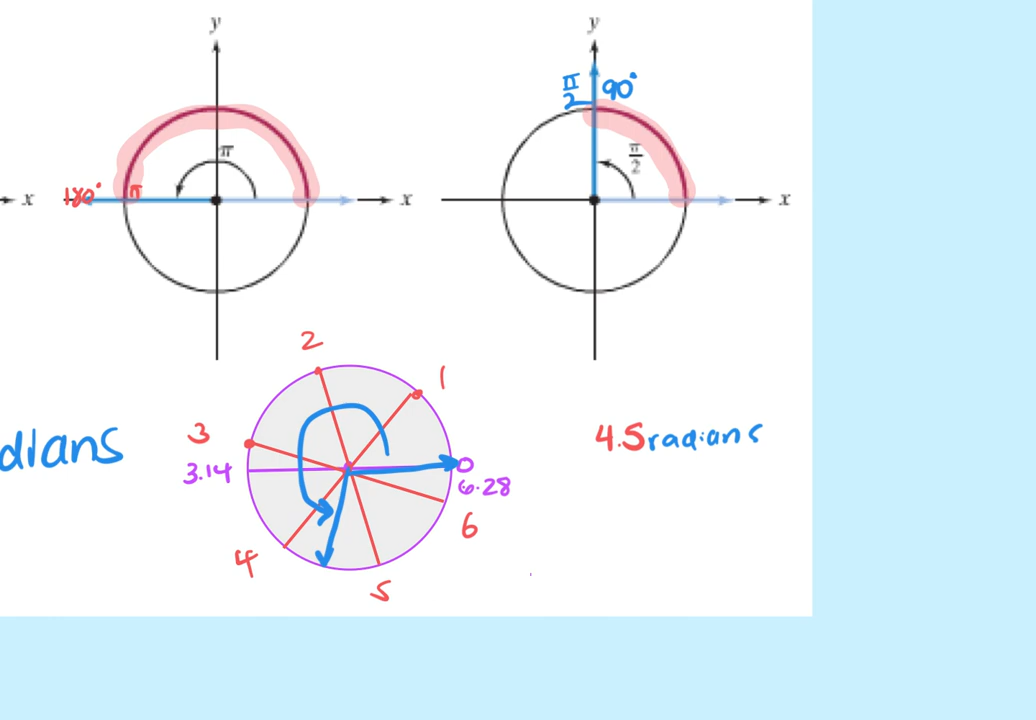 y
y
π/2 90°
π
π/2
x
180° π
x
x
2
1
3
dians
4.5radians
3.14
0
6.28
6
4
5